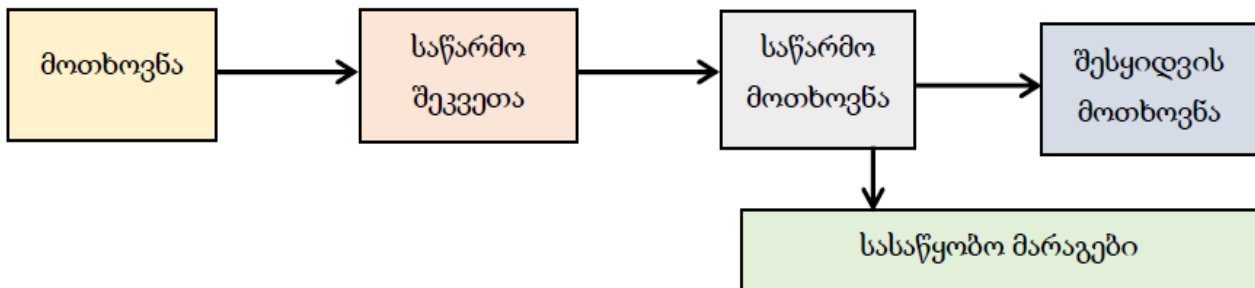 მოთხოვნა
საწარმო
შეკვეთა
საწარმო
მოთხოვნა
შესყიდვის
მოთხოვნა
სასაწყობო მარაგები